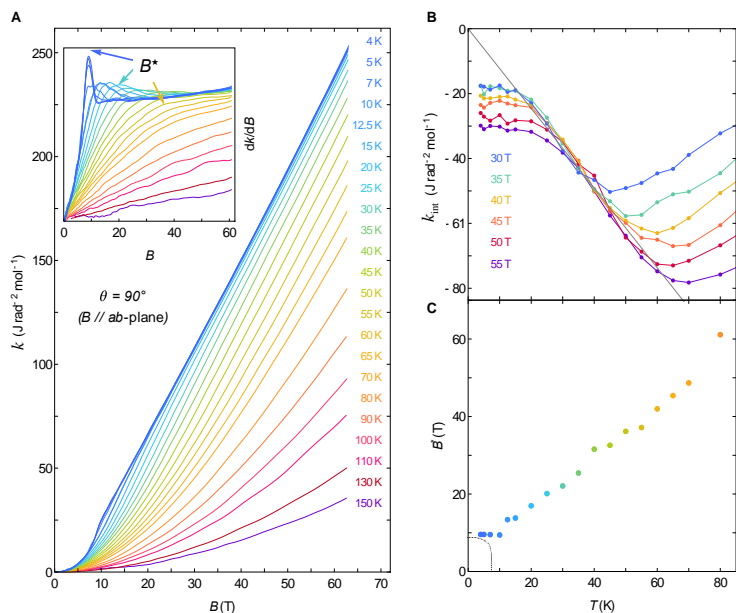 A
k (J rad⁻² mol⁻¹)
250
200
150
100
50
0
0
10
20
30
40
50
60
70
B (T)
B★
dk/dB
0
20
40
60
B
θ = 90°
(B // ab-plane)
4 K
5 K
7 K
10 K
12.5 K
15 K
20 K
25 K
30 K
35 K
40 K
45 K
50 K
55 K
60 K
65 K
70 K
80 K
90 K
100 K
110 K
130 K
150 K
B
k_int (J rad⁻² mol⁻¹)
0
-20
-40
-61
-80
30 T
35 T
40 T
45 T
50 T
55 T
C
B* (T)
60
40
20
0
0
20
40
60
80
T (K)